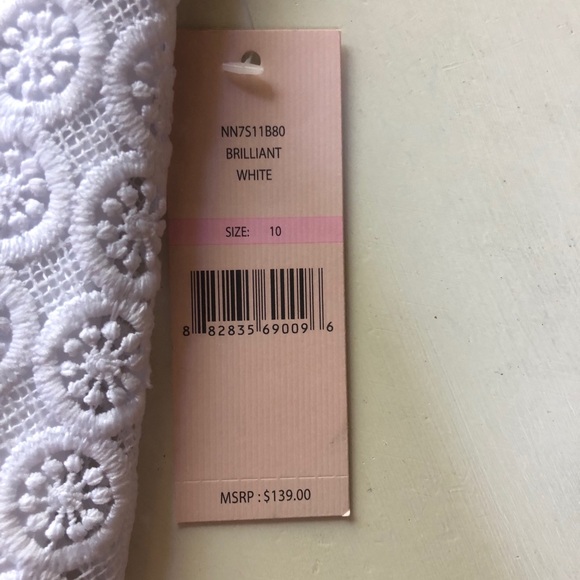 NN7S11B80
BRILLIANT
WHITE
SIZE: 10
8 82835 69009 6
MSRP : $139.00